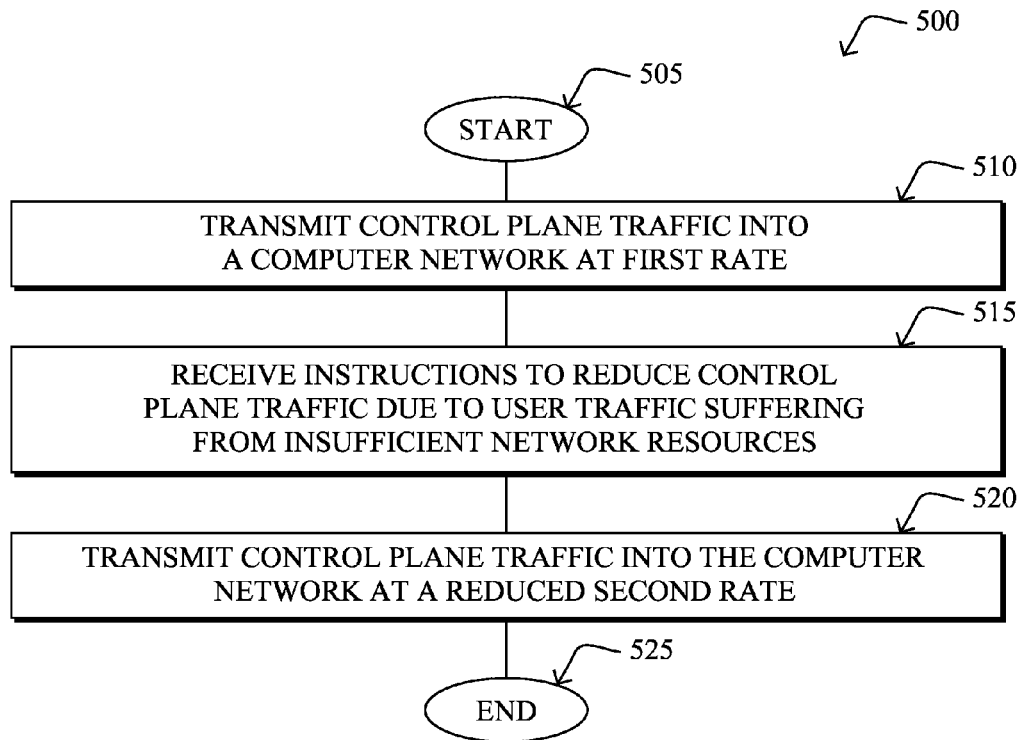 500
505
START
510
TRANSMIT CONTROL PLANE TRAFFIC INTO
A COMPUTER NETWORK AT FIRST RATE
515
RECEIVE INSTRUCTIONS TO REDUCE CONTROL
PLANE TRAFFIC DUE TO USER TRAFFIC SUFFERING
FROM INSUFFICIENT NETWORK RESOURCES
520
TRANSMIT CONTROL PLANE TRAFFIC INTO THE COMPUTER
NETWORK AT A REDUCED SECOND RATE
525
END